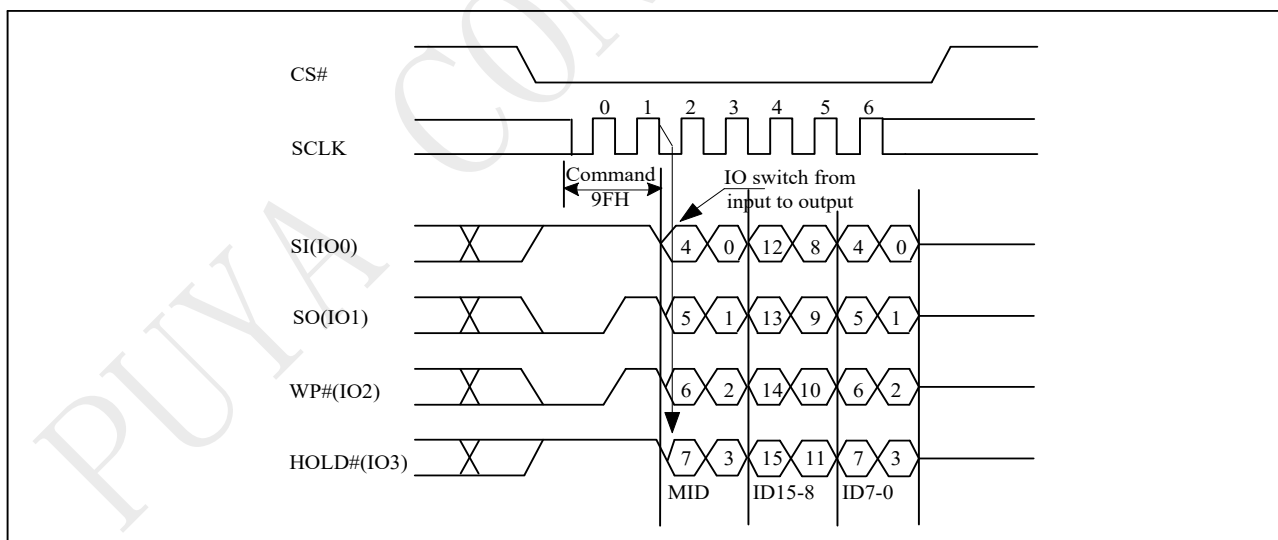 PUYA CON
CS#
0 1 2 3 4 5 6
SCLK
Command
9FH
IO switch from
input to output
SI(IO0)
4 0 12 8 4 0
SO(IO1)
5 1 13 9 5 1
WP#(IO2)
6 2 14 10 6 2
HOLD#(IO3)
7 3 15 11 7 3
MID ID15-8 ID7-0